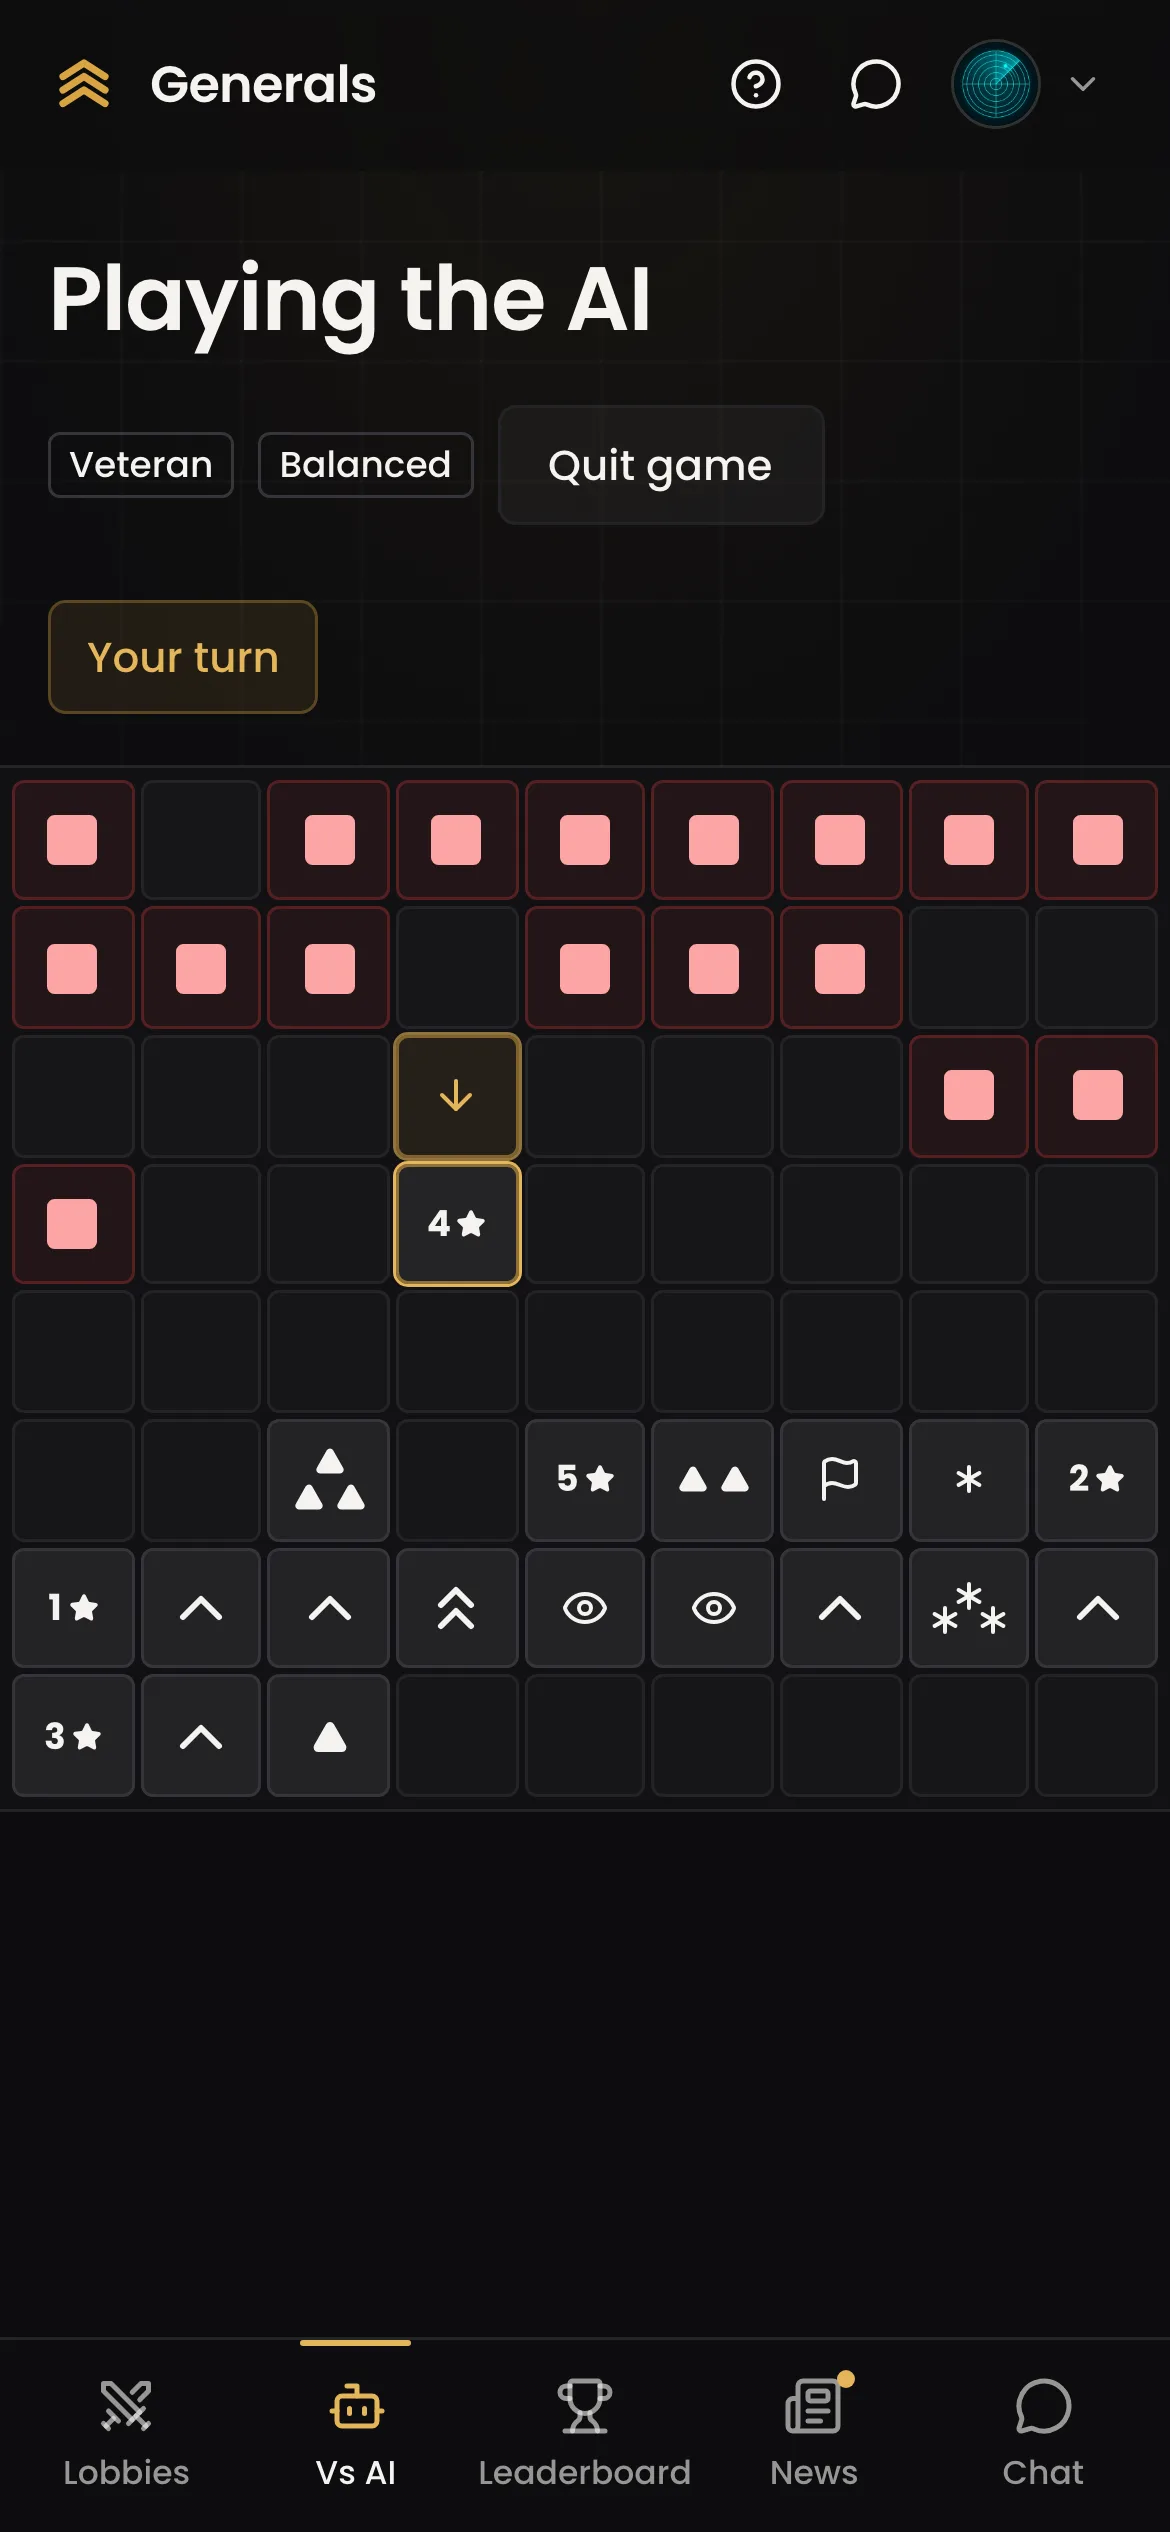 Generals
Playing the AI
Veteran
Balanced
Quit game
Your turn
4
5
2
1
3
Lobbies
Vs AI
Leaderboard
News
Chat